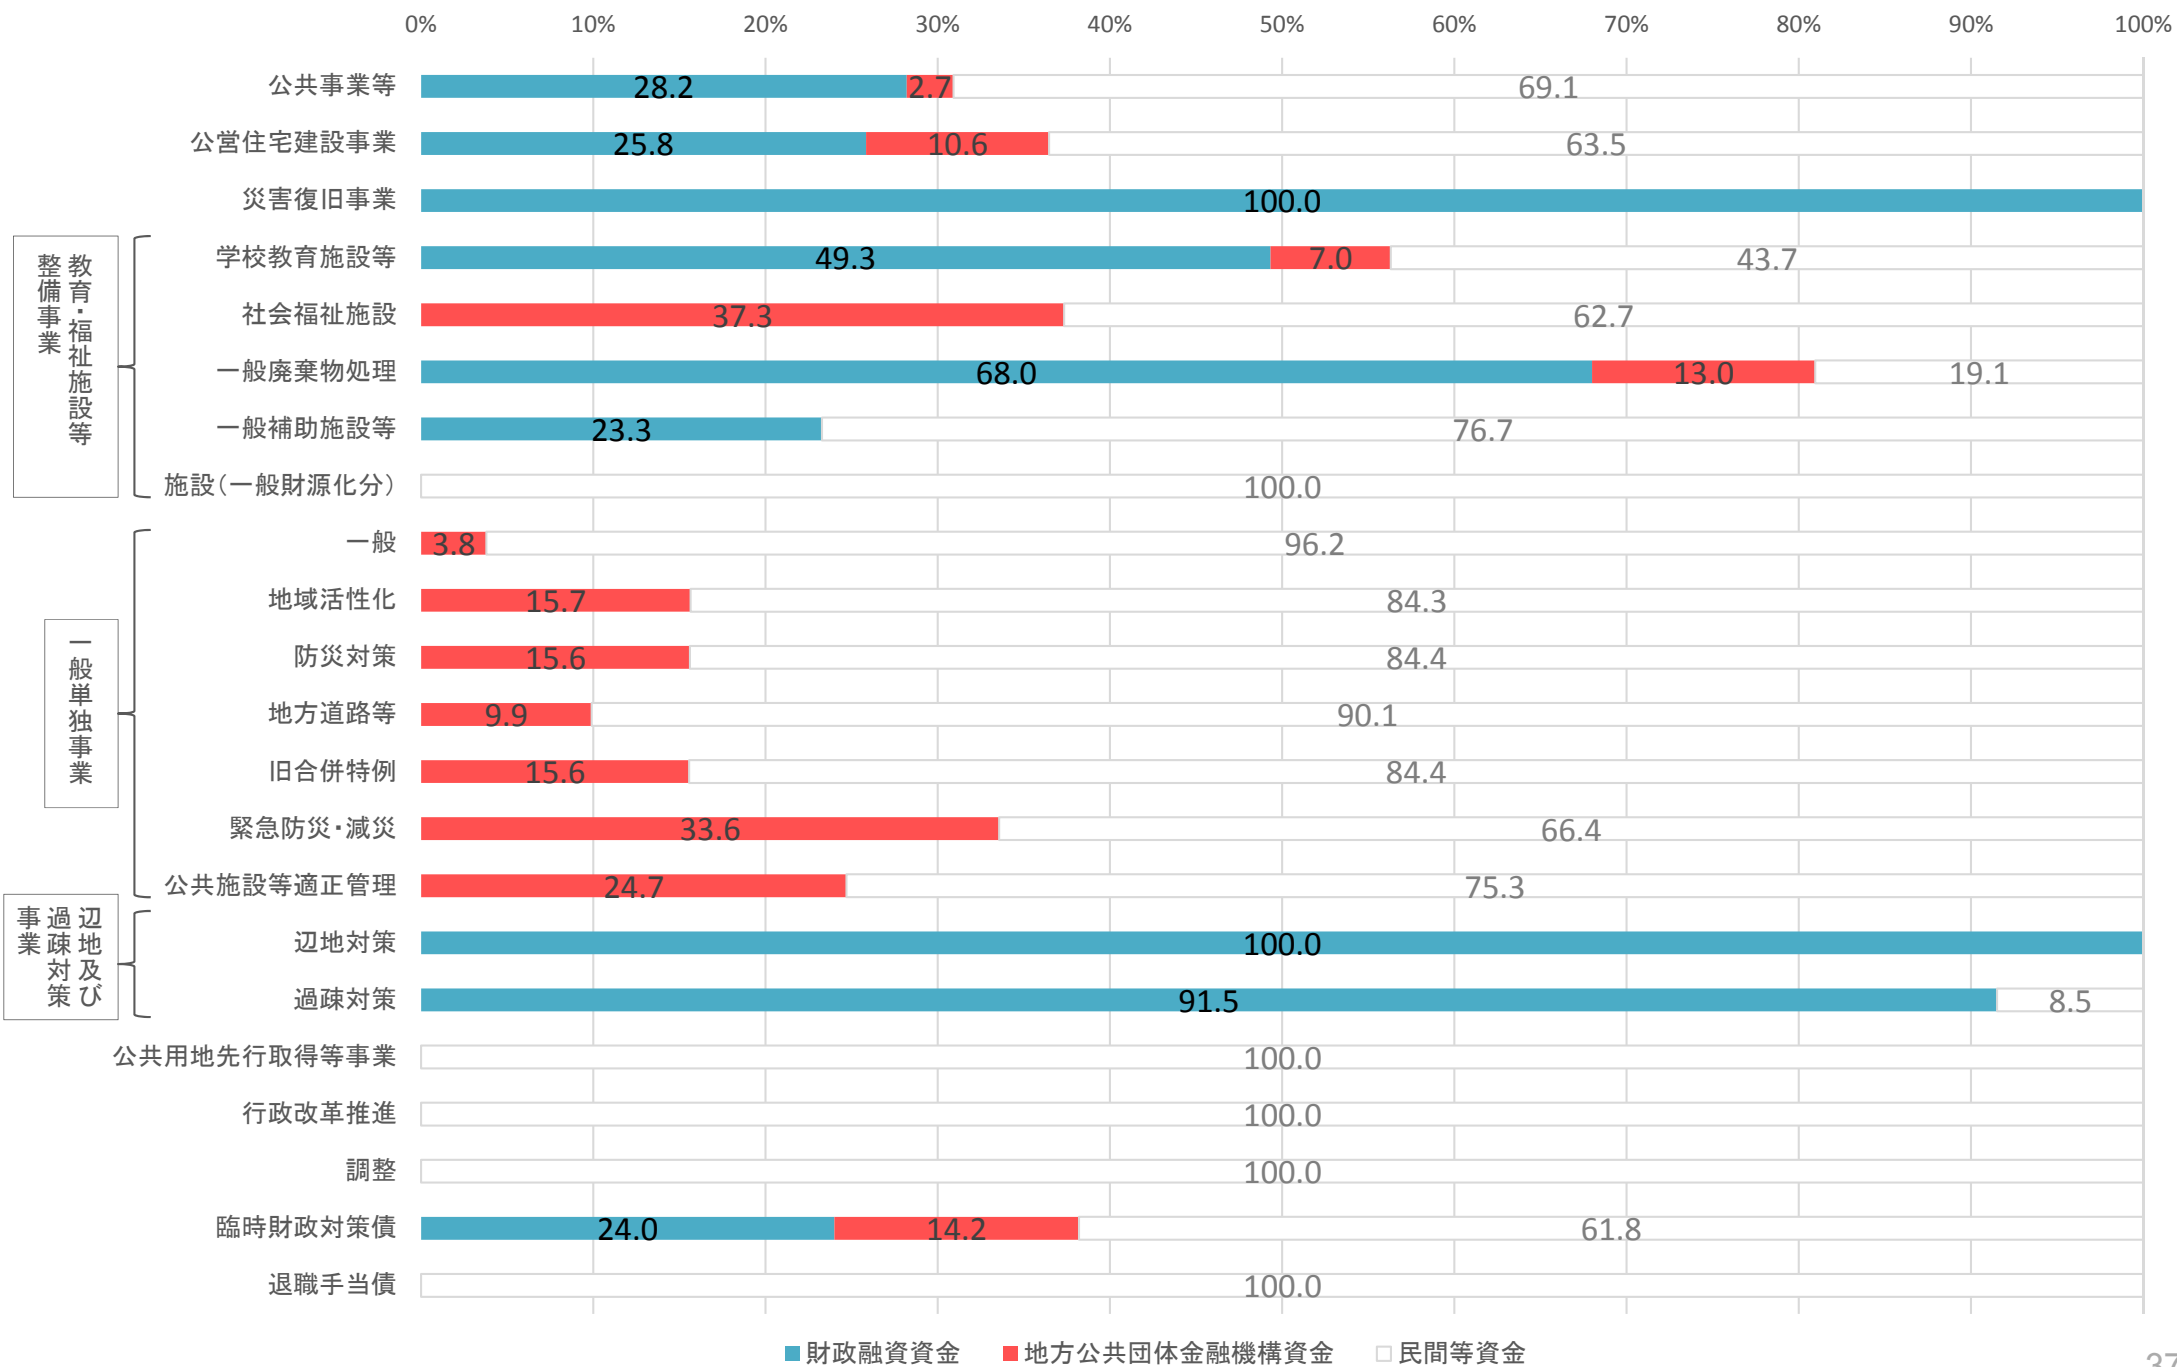 0% 10% 20% 30% 40% 50% 60% 70% 80% 90% 100%
公共事業等 28.2 2.7 69.1
公営住宅建設事業 25.8 10.6 63.5
災害復旧事業 100.0
教育・福祉施設等
整備事業
学校教育施設等 49.3 7.0 43.7
社会福祉施設 37.3 62.7
一般廃棄物処理 68.0 13.0 19.1
一般補助施設等 23.3 76.7
施設(一般財源化分) 100.0
一般単独事業
一般 3.8 96.2
地域活性化 15.7 84.3
防災対策 15.6 84.4
地方道路等 9.9 90.1
旧合併特例 15.6 84.4
緊急防災・減災 33.6 66.4
公共施設等適正管理 24.7 75.3
辺地及び
過疎対策
事業
辺地対策 100.0
過疎対策 91.5 8.5
公共用地先行取得等事業 100.0
行政改革推進 100.0
調整 100.0
臨時財政対策債 24.0 14.2 61.8
退職手当債 100.0
財政融資資金 地方公共団体金融機構資金 民間等資金
37